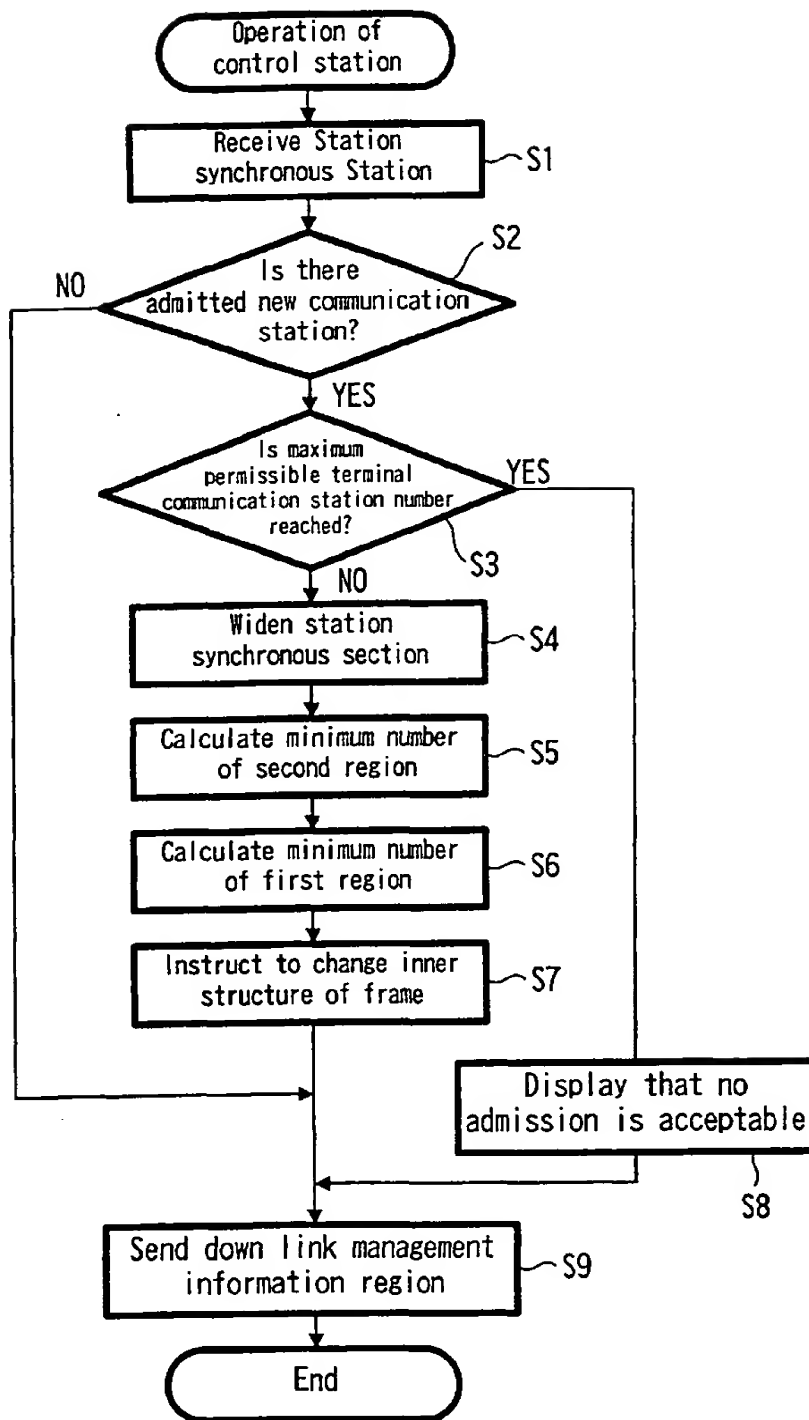 Operation of
control station
Receive Station
synchronous Station
S1
S2
Is there
admitted new communication
station?
NO
YES
Is maximum
permissible terminal
communication station number
reached?
YES
S3
NO
Widen station
synchronous section
S4
Calculate minimum number
of second region
S5
Calculate minimum number
of first region
S6
Instruct to change inner
structure of frame
S7
Display that no
admission is acceptable
S8
Send down link management
information region
S9
End